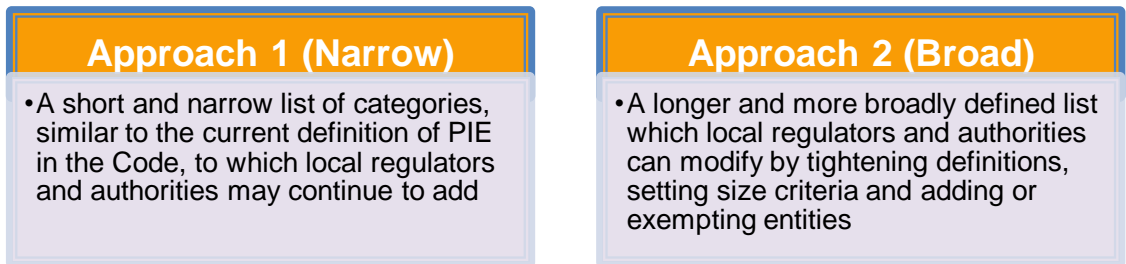 Approach 1 (Narrow)
•A short and narrow list of categories,
similar to the current definition of PIE
in the Code, to which local regulators
and authorities may continue to add
Approach 2 (Broad)
•A longer and more broadly defined list
which local regulators and authorities
can modify by tightening definitions,
setting size criteria and adding or
exempting entities